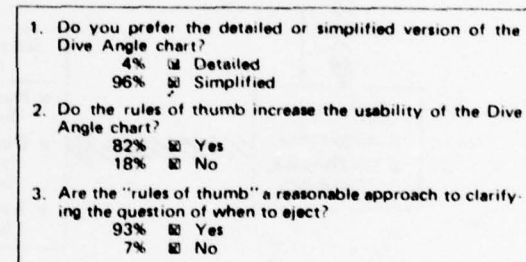 1. Do you prefer the detailed or simplified version of the
Dive Angle chart?
4% Detailed
96% Simplified
2. Do the rules of thumb increase the usability of the Dive
Angle chart?
82% Yes
18% No
3. Are the "rules of thumb" a reasonable approach to clarify-
ing the question of when to eject?
93% Yes
7% No